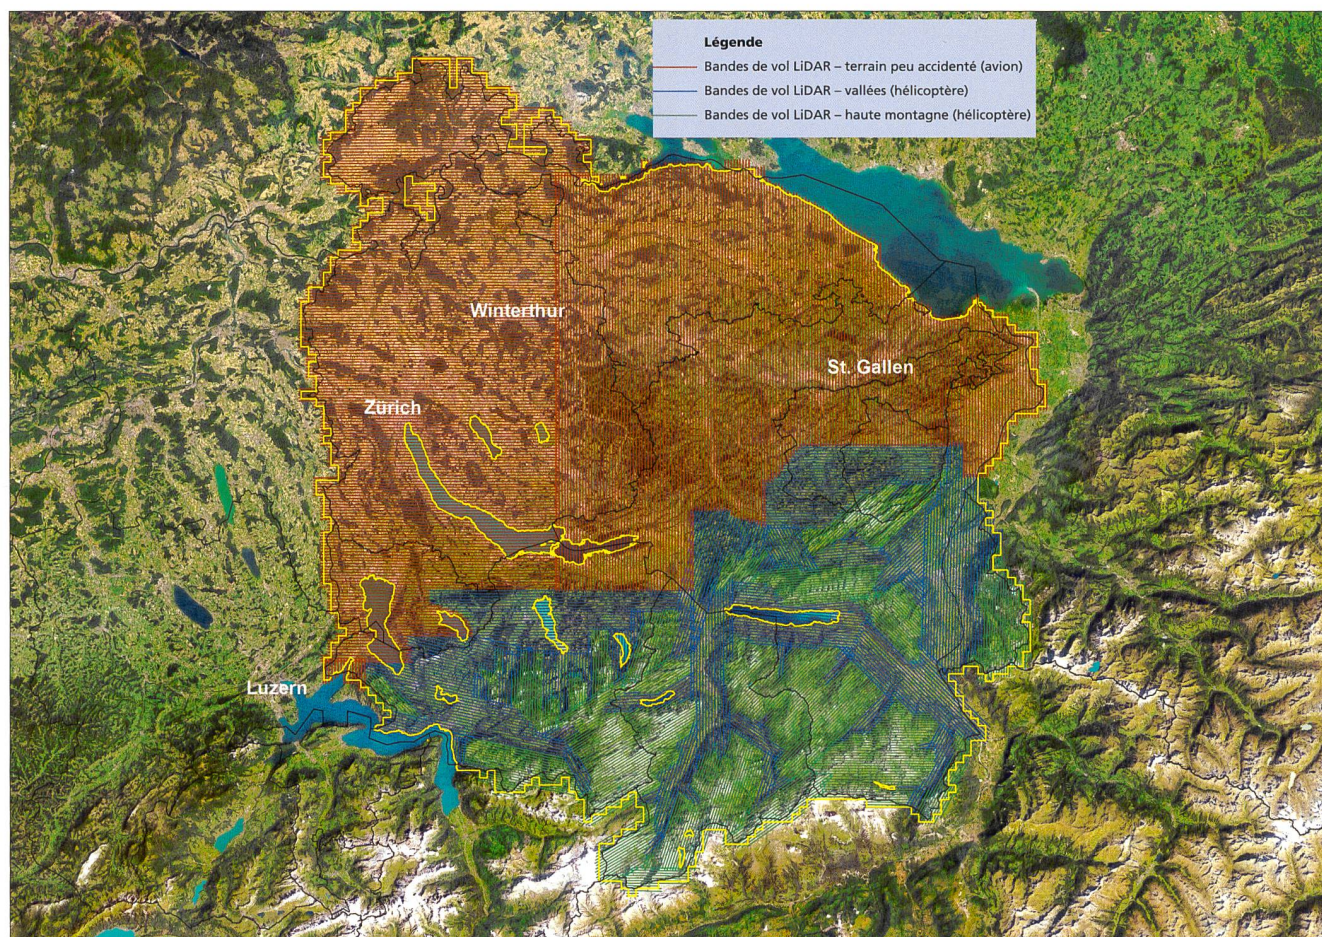 Légende
Bandes de vol LiDAR – terrain peu accidenté (avion)
Bandes de vol LiDAR – vallées (hélicoptère)
Bandes de vol LiDAR – haute montagne (hélicoptère)
Winterthur
St. Gallen
Zürich
Luzern